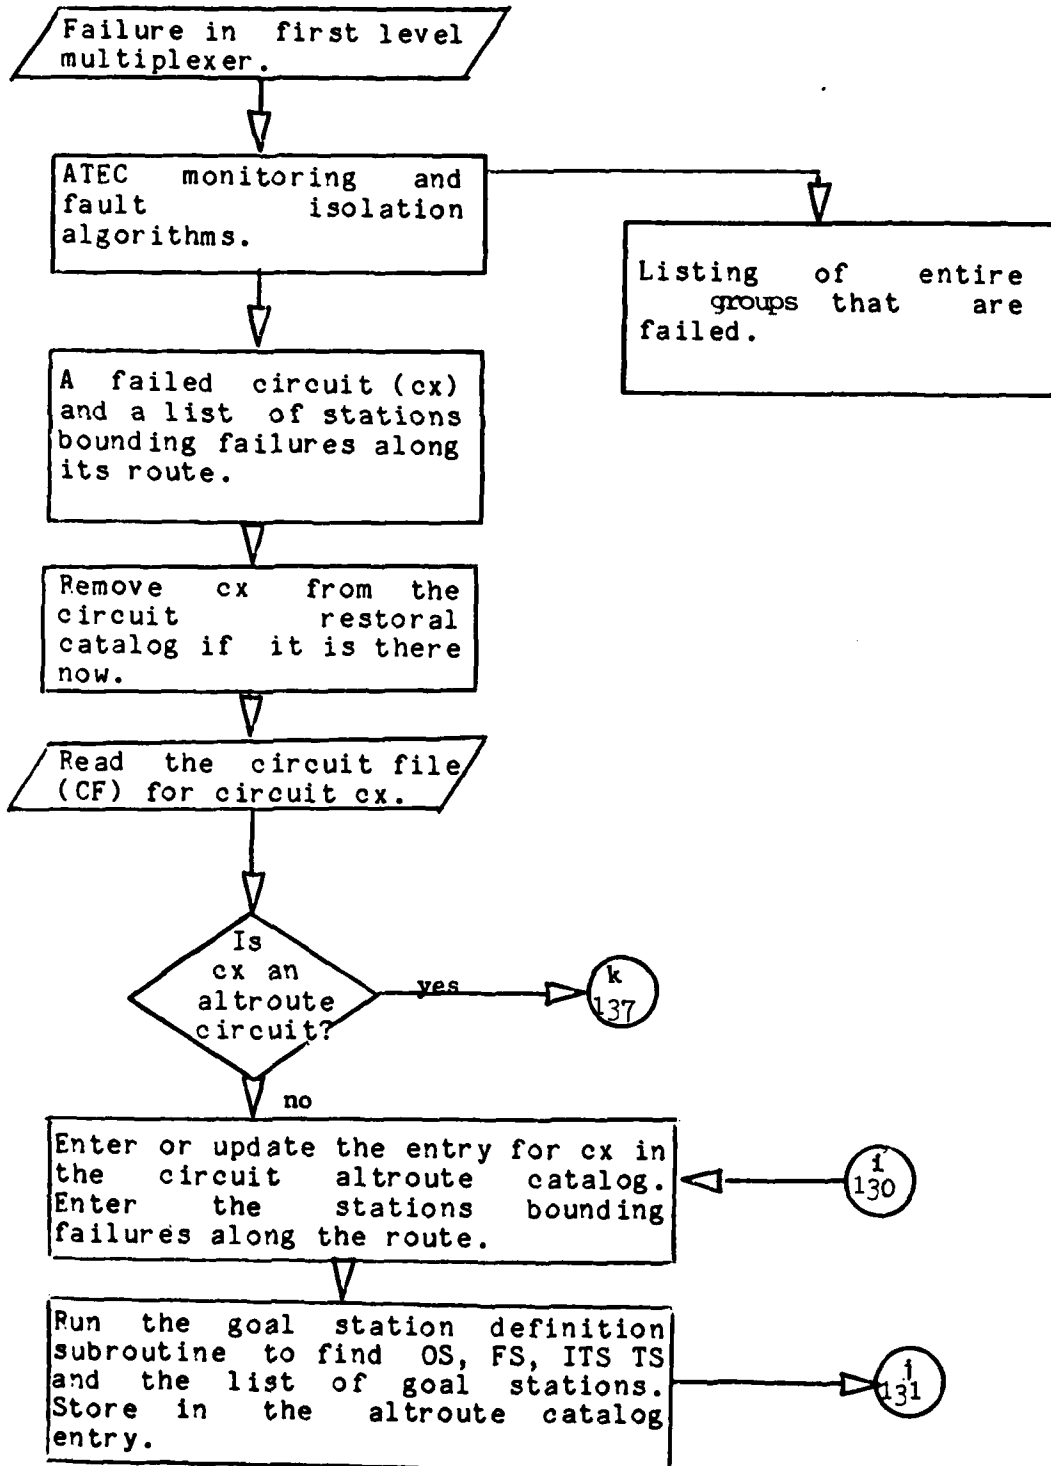 Failure in first level
multiplexer.
ATEC monitoring and
fault isolation
algorithms.
Listing of entire
groups that are
failed.
A failed circuit (cx)
and a list of stations
bounding failures along
its route.
Remove cx from the
circuit restoral
catalog if it is there
now.
Read the circuit file
(CF) for circuit cx.
Is
cx an
altroute
circuit?
yes
k
137
no
Enter or update the entry for cx in
the circuit altroute catalog.
Enter the stations bounding
failures along the route.
i
130
Run the goal station definition
subroutine to find OS, FS, ITS TS
and the list of goal stations.
Store in the altroute catalog
entry.
j
131